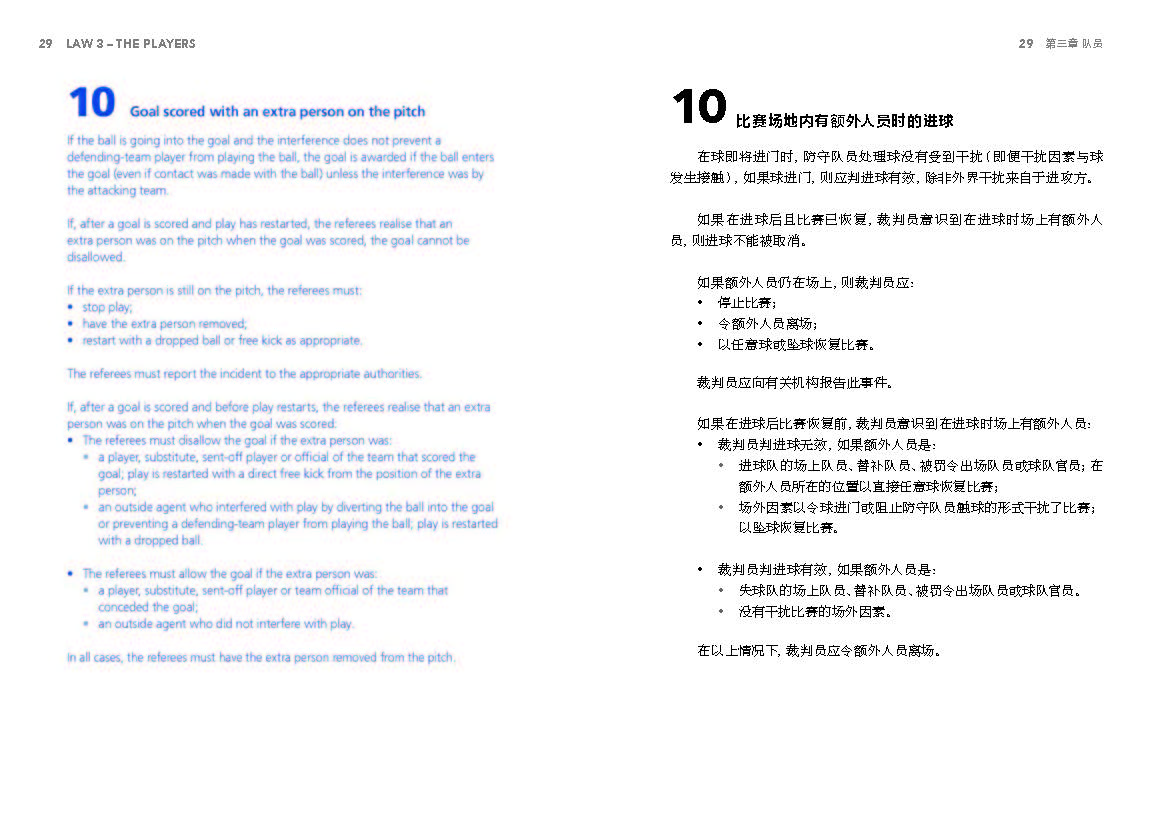 29 LAW 3 – THE PLAYERS
10 Goal scored with an extra person on the pitch
If the ball is going into the goal and the interference does not prevent a
defending-team player from playing the ball, the goal is awarded if the ball enters
the goal (even if contact was made with the ball) unless the interference was by
the attacking team.
If, after a goal is scored and play has restarted, the referees realise that an
extra person was on the pitch when the goal was scored, the goal cannot be
disallowed.
If the extra person is still on the pitch, the referees must:
• stop play;
• have the extra person removed;
• restart with a dropped ball or free kick as appropriate.
The referees must report the incident to the appropriate authorities.
If, after a goal is scored and before play restarts, the referees realise that an extra
person was on the pitch when the goal was scored:
• The referees must disallow the goal if the extra person was:
• a player, substitute, sent-off player or official of the team that scored the
goal; play is restarted with a direct free kick from the position of the extra
person;
• an outside agent who interfered with play by diverting the ball into the goal
or preventing a defending-team player from playing the ball; play is restarted
with a dropped ball.
• The referees must allow the goal if the extra person was:
• a player, substitute, sent-off player or team official of the team that
conceded the goal;
• an outside agent who did not interfere with play.
In all cases, the referees must have the extra person removed from the pitch.
29 第三章 队员
10 比赛场地内有额外人员时的进球
在球即将进门时，防守队员处理球没有受到干扰（即便干扰因素与球
发生接触），如果球进门，则应判进球有效，除非外界干扰来自于进攻方。
如果在进球后且比赛已恢复，裁判员意识到在进球时场上有额外人
员，则进球不能被取消。
如果额外人员仍在场上，则裁判员应：
• 停止比赛；
• 令额外人员离场；
• 以任意球或坠球恢复比赛。
裁判员应向有关机构报告此事件。
如果在进球后比赛恢复前，裁判员意识到在进球时场上有额外人员：
• 裁判员判进球无效，如果额外人员是：
• 进球队的场上队员、替补队员、被罚令出场队员或球队官员；在
额外人员所在的位置以直接任意球恢复比赛；
• 场外因素以令球进门或阻止防守队员触球的形式干扰了比赛；
以坠球恢复比赛。
• 裁判员判进球有效，如果额外人员是：
• 失球队的场上队员、替补队员、被罚令出场队员或球队官员。
• 没有干扰比赛的场外因素。
在以上情况下，裁判员应令额外人员离场。